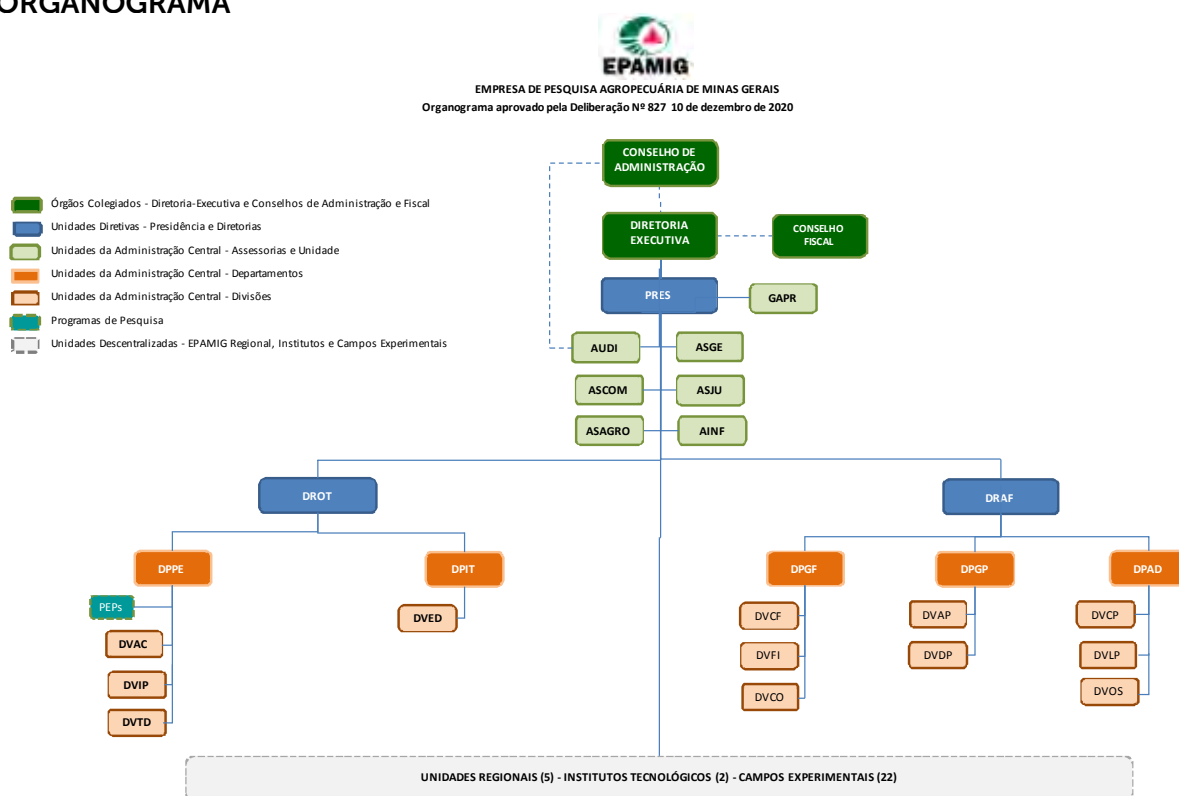 ORGANOGRAMA
EPAMIG
EMPRESA DE PESQUISA AGROPECUÁRIA DE MINAS GERAIS
Organograma aprovado pela Deliberação Nº 827 10 de dezembro de 2020
CONSELHO DE
ADMINISTRAÇÃO
Órgãos Colegiados - Diretoria-Executiva e Conselhos de Administração e Fiscal
Unidades Diretivas - Presidência e Diretorias
Unidades da Administração Central - Assessorias e Unidade
Unidades da Administração Central - Departamentos
Unidades da Administração Central - Divisões
Programas de Pesquisa
Unidades Descentralizadas - EPAMIG Regional, Institutos e Campos Experimentais
DIRETORIA
EXECUTIVA
CONSELHO
FISCAL
PRES
GAPR
AUDI
ASGE
ASCOM
ASJU
ASAGRO
AINF
DROT
DRAF
DPPE
DPIT
DPGF
DPGP
DPAD
PEPs
DVAC
DVIP
DVTD
DVED
DVCF
DVFI
DVCO
DVAP
DVDP
DVCP
DVLP
DVOS
UNIDADES REGIONAIS (5) - INSTITUTOS TECNOLÓGICOS (2) - CAMPOS EXPERIMENTAIS (22)